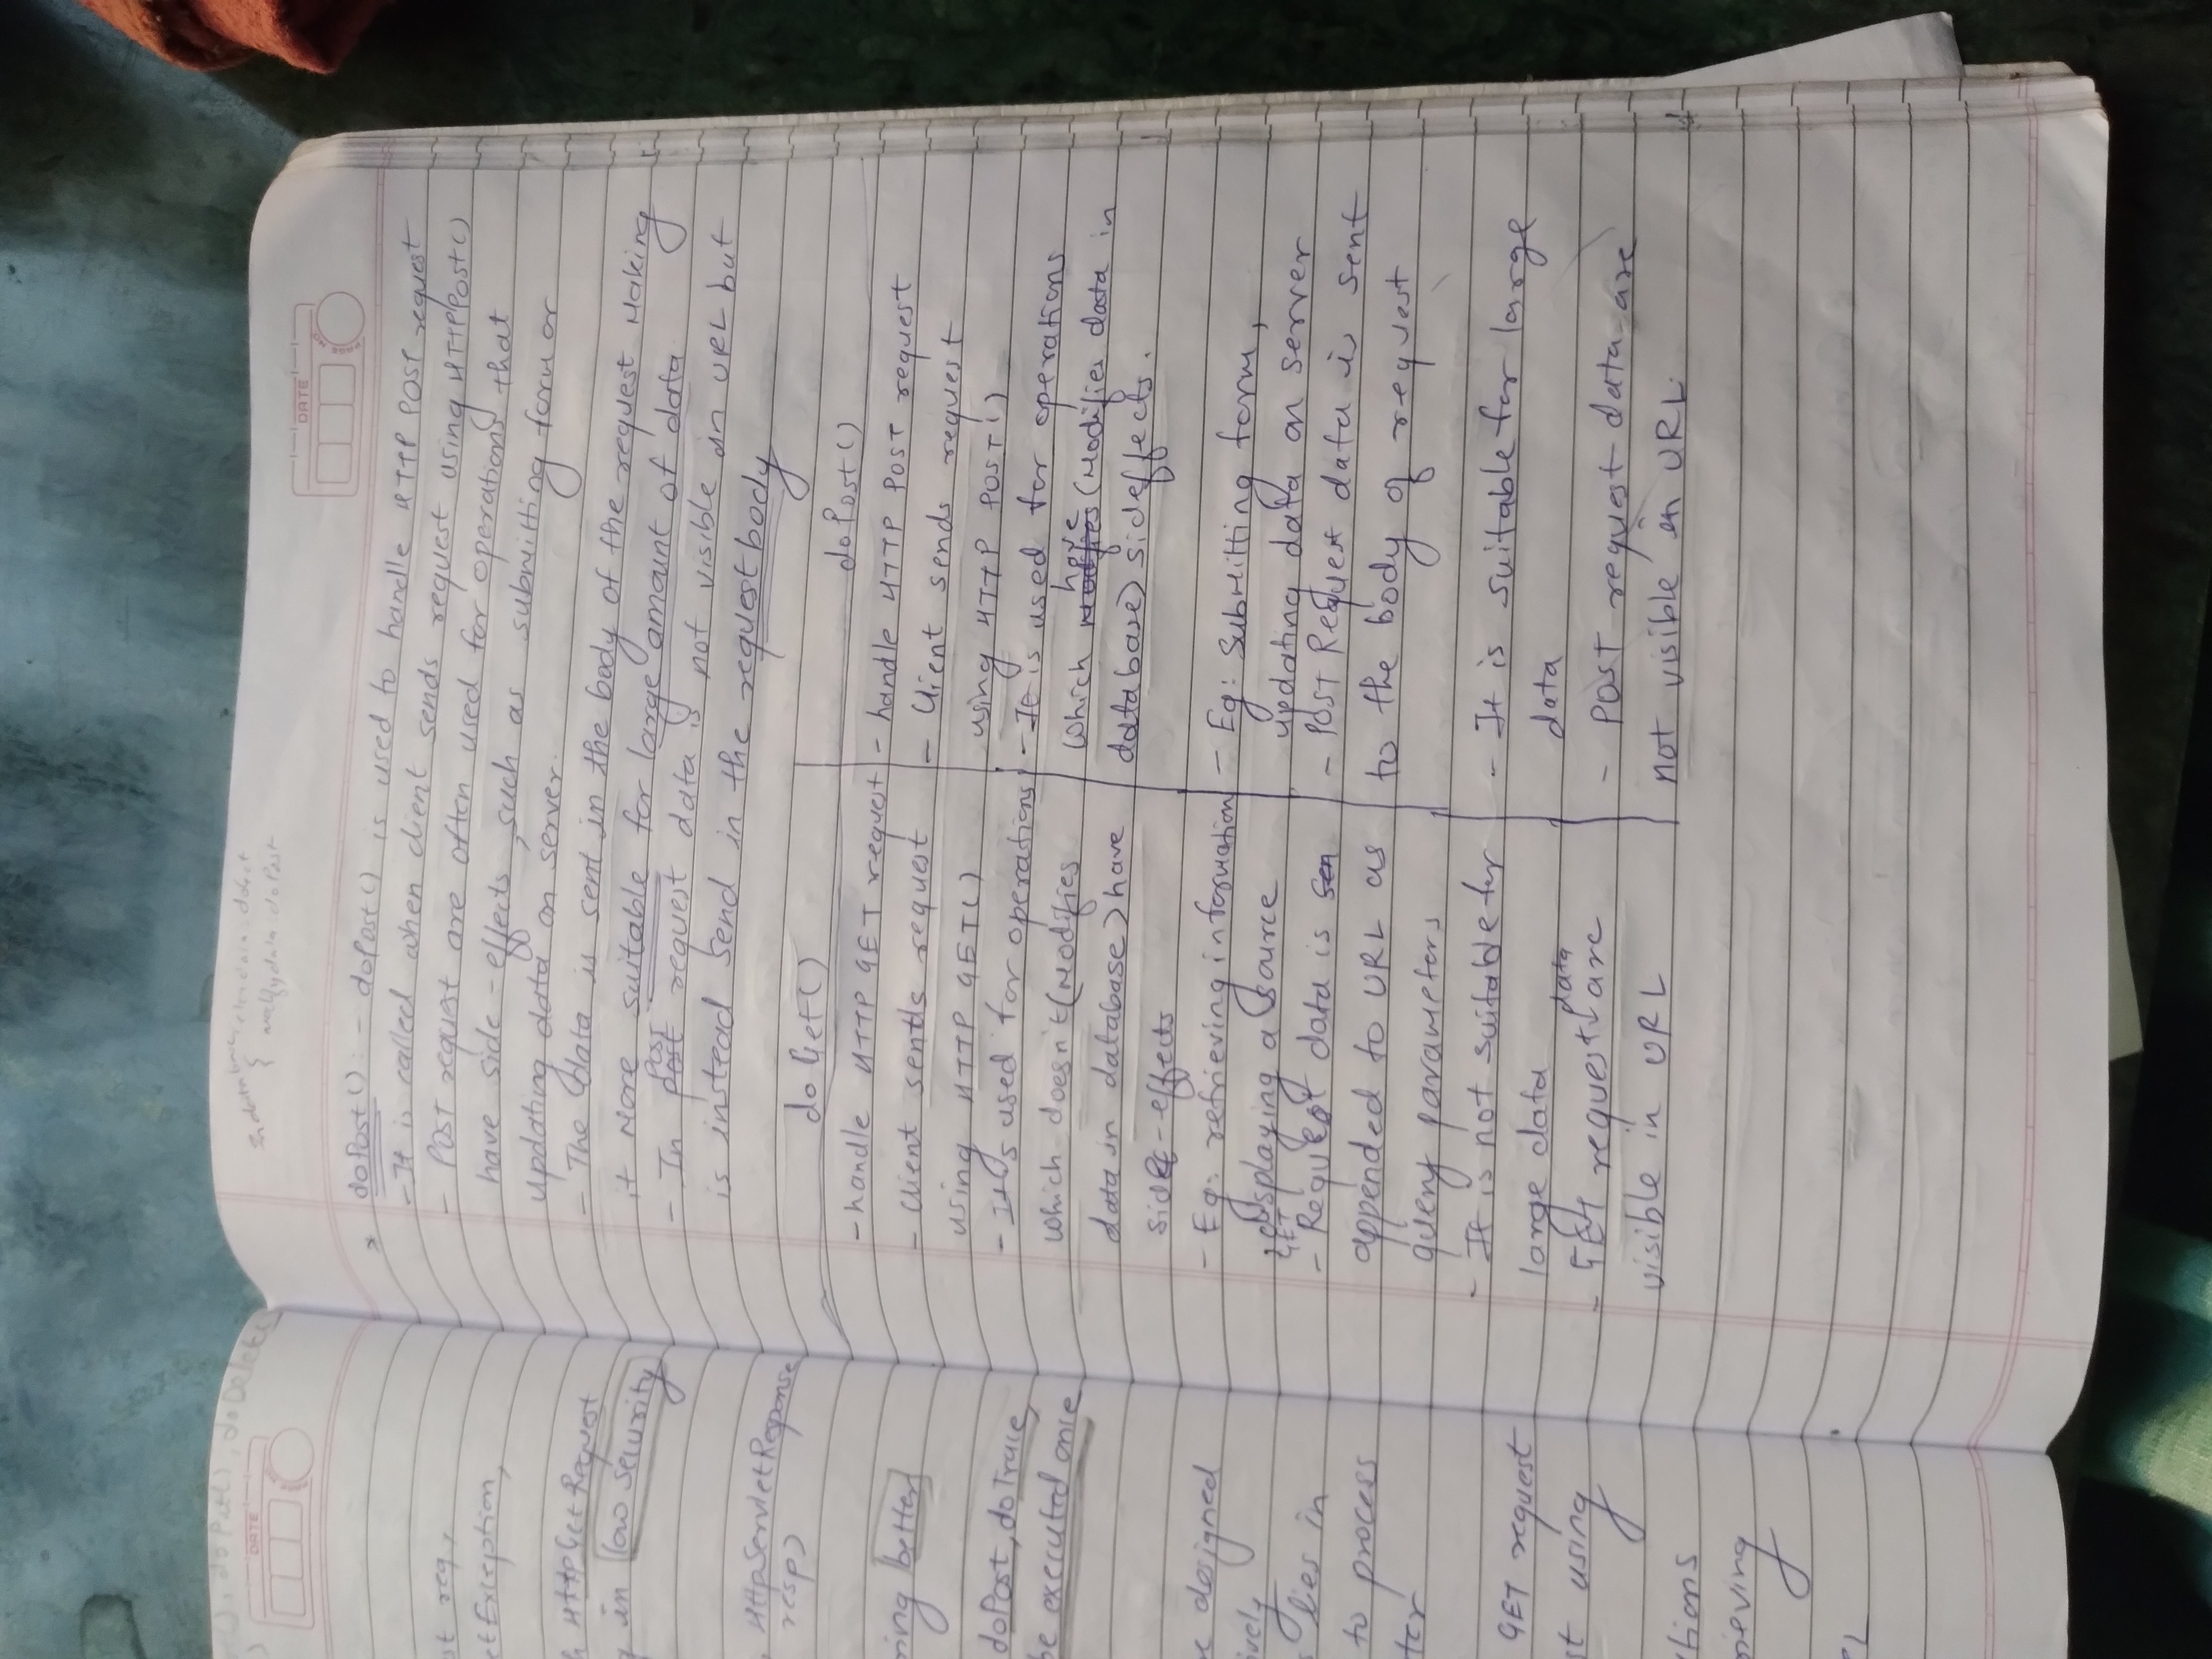 doPut(), doDelete
DATE
st req,
etException,
HttpGetRequest
in low security
HttpServletResponse
resp)
ring better
doPost, doTrace,
be executed once
designed
ively
lies in
to process
ter
GET request
st using
tions
rieving
In database
modify data doPost
DATE
PAGE NO
* doPost() : - doPost() is used to handle HTTP POST request
- It is called when client sends request using HTTPPost()
- POST request are often used for operations that
have side-effects, such as submitting form or
updating data on server.
- The data is sent in the body of the request Making
it More suitable for large amount of data
- In POST request data is not visible in URL but
is instead send in the request body
doGet()
- handle HTTP GET request
- Client sends request
using HTTP GET()
- It is used for operations
which doesn't (Modifies
data in database) have
side-effects
- Eg: retrieving information
, displaying a source
GET
- Request data is
appended to URL as
query parameters
- It is not suitable for
large data
- GET request data are
visible in URL
doPost()
- handle HTTP POST request
- Client sends request
using HTTP POST()
- It is used for operations
which have (Modifies data in
database) sideffects.
- Eg: Submitting form,
updating data on server
- POST Request data is sent
to the body of request
- It is suitable for large
data
- POST request data are
not visible in URL.